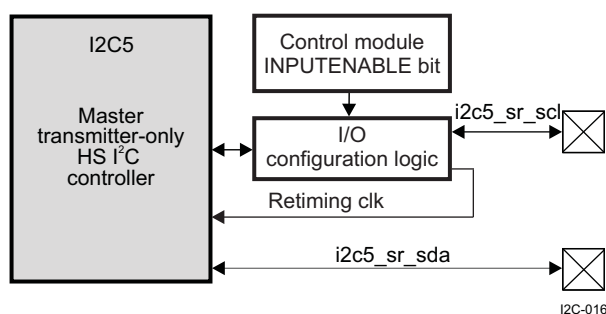 I2C5
Master
transmitter-only
HS I²C
controller
Control module
INPUTENABLE bit
I/O
configuration logic
Retiming clk
i2c5_sr_scl
i2c5_sr_sda
I2C-016